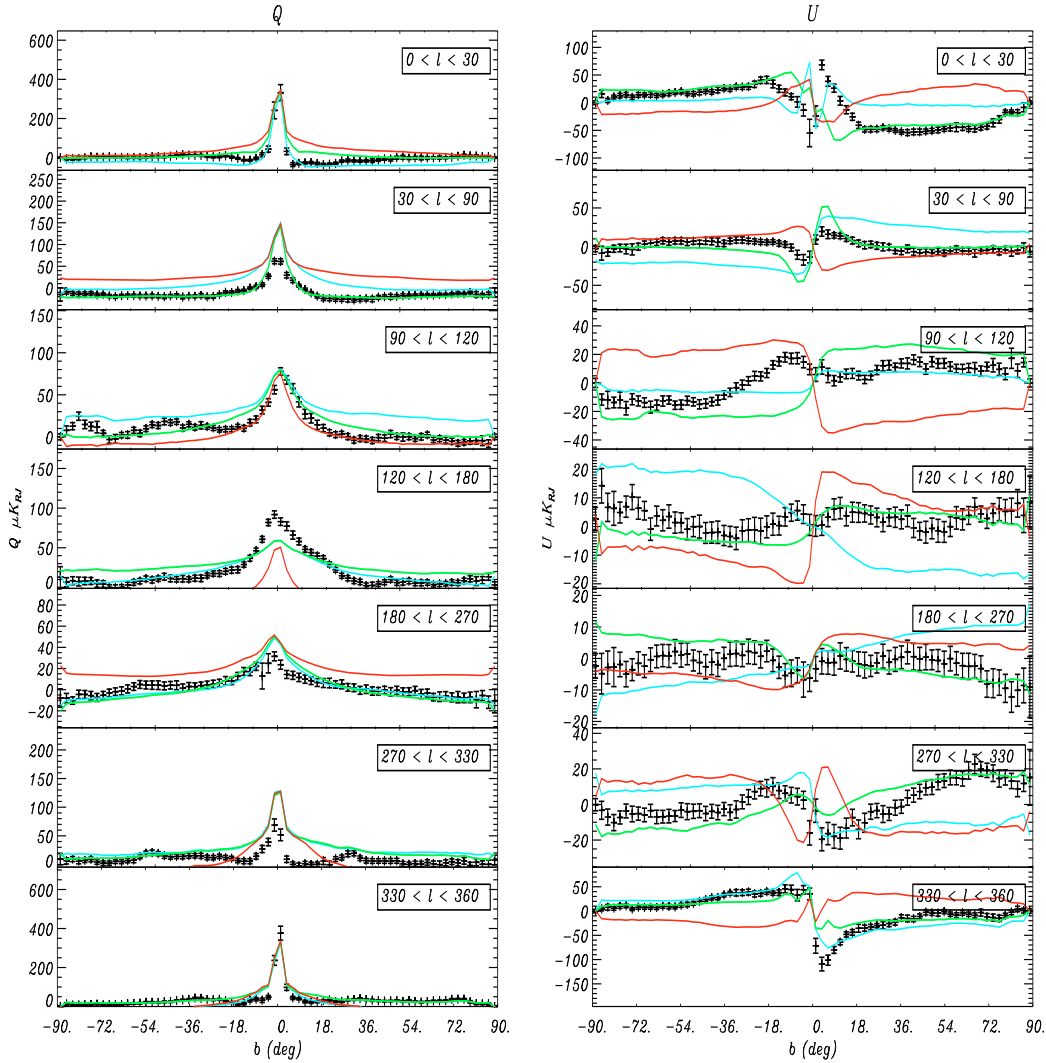 Q
600
400
200
0
0 < l < 30
250
200
150
100
50
0
30 < l < 90
150
100
50
0
90 < l < 120
150
100
50
0
120 < l < 180
80
60
40
20
0
-20
180 < l < 270
200
150
100
50
0
270 < l < 330
600
400
200
0
330 < l < 360
Q μK_RJ
-90. -72. -54. -36. -18. 0. 18. 36. 54. 72. 90.
b (deg)
U
100
50
0
-50
-100
0 < l < 30
50
0
-50
30 < l < 90
40
20
0
-20
-40
90 < l < 120
20
10
0
-10
-20
120 < l < 180
20
10
0
-10
-20
180 < l < 270
40
20
0
-20
270 < l < 330
50
0
-50
-100
-150
330 < l < 360
U μK_RJ
-90. -72. -54. -36. -18. 0. 18. 36. 54. 72. 90.
b (deg)